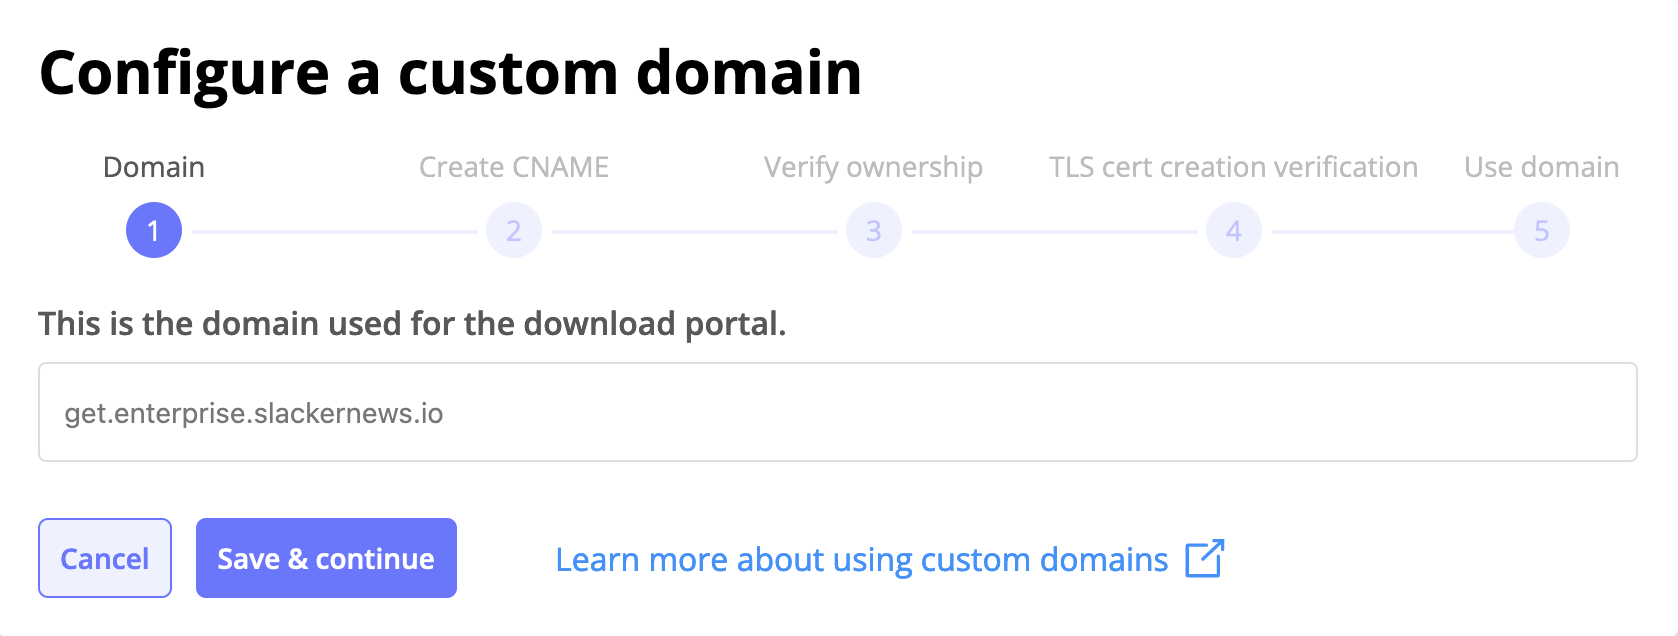 Configure a custom domain
Domain
Create CNAME
Verify ownership
TLS cert creation verification
Use domain
1
2
3
4
5
This is the domain used for the download portal.
get.enterprise.slackernews.io
Cancel
Save & continue
Learn more about using custom domains